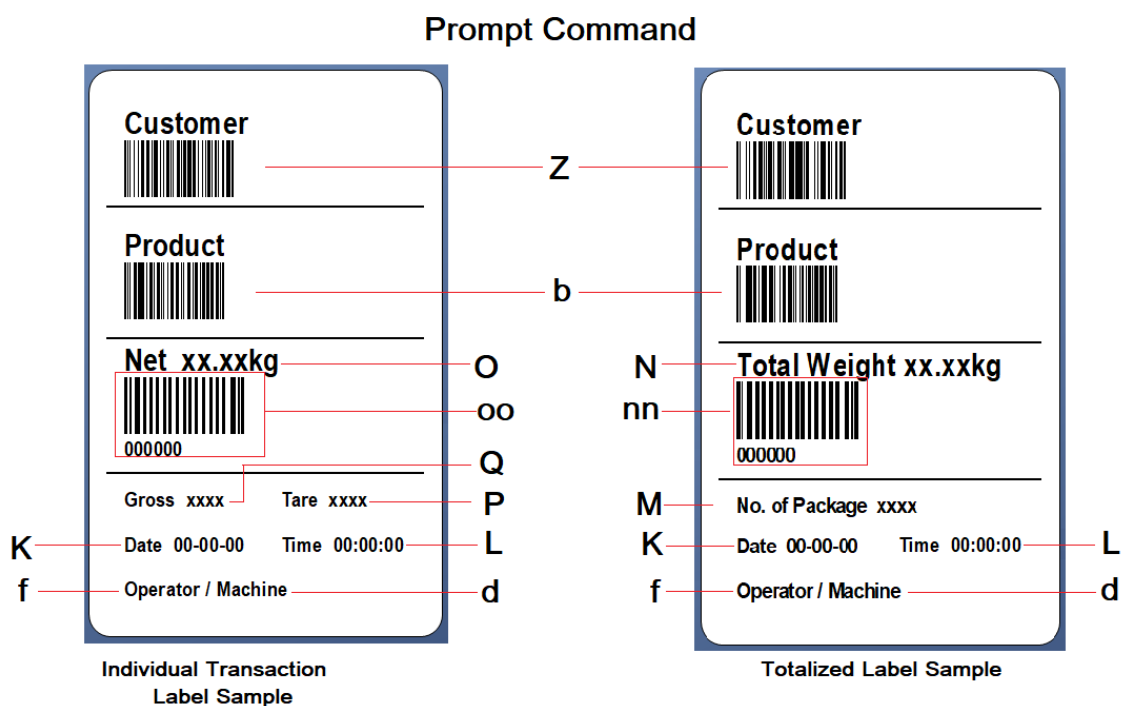 Prompt Command
Customer
Z
Customer
Product
b
Product
Net xx.xxkg
O
N
Total Weight xx.xxkg
oo
nn
000000
000000
Q
Gross xxxx
Tare xxxx
P
M
No. of Package xxxx
K
Date 00-00-00
Time 00:00:00
L
K
Date 00-00-00
Time 00:00:00
L
f
Operator / Machine
d
f
Operator / Machine
d
Individual Transaction
Label Sample
Totalized Label Sample